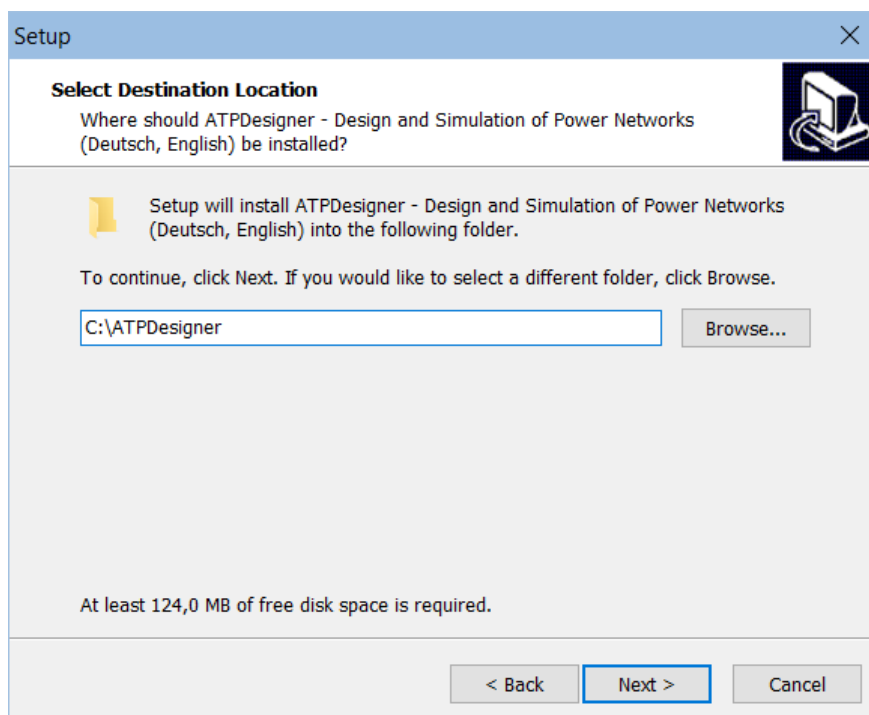 Setup
Select Destination Location
Where should ATPDesigner - Design and Simulation of Power Networks
(Deutsch, English) be installed?
Setup will install ATPDesigner - Design and Simulation of Power Networks
(Deutsch, English) into the following folder.
To continue, click Next. If you would like to select a different folder, click Browse.
C:\ATPDesigner
Browse...
At least 124,0 MB of free disk space is required.
< Back
Next >
Cancel